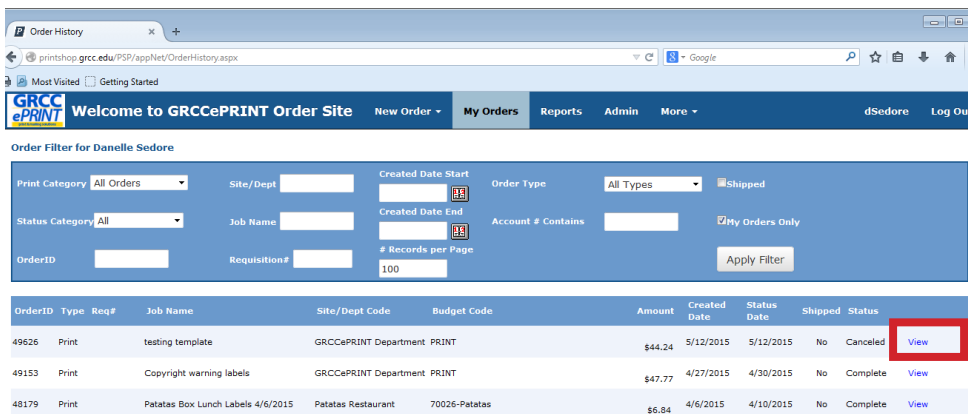 Order History
printshop.grcc.edu/PSP/appNet/OrderHistory.aspx
Google
Most Visited Getting Started
GRCC ePRINT
Welcome to GRCCePRINT Order Site New Order My Orders Reports Admin More dSedore Log Ou
Order Filter for Danelle Sedore
Print Category All Orders Site/Dept Created Date Start Order Type All Types Shipped
Status Category All Job Name Created Date End Account # Contains My Orders Only
OrderID Requisition# # Records per Page 100 Apply Filter
OrderID Type Req# Job Name Site/Dept Code Budget Code Amount Created Date Status Date Shipped Status
49626 Print testing template GRCCePRINT Department PRINT $44.24 5/12/2015 5/12/2015 No Canceled View
49153 Print Copyright warning labels GRCCePRINT Department PRINT $47.77 4/27/2015 4/30/2015 No Complete View
48179 Print Patatas Box Lunch Labels 4/6/2015 Patatas Restaurant 70026-Patatas $6.84 4/6/2015 4/10/2015 No Complete View